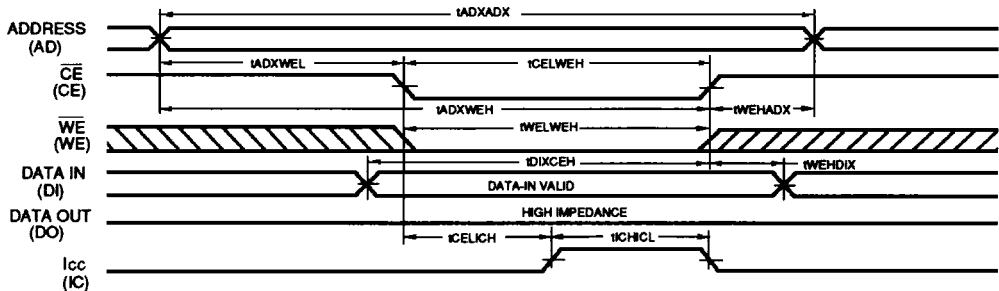 tADXADX
ADDRESS
(AD)
tADXWEL
tCELWEH
CE
(CE)
tADXWEH
tWEHADX
WE
(WE)
tWELWEH
tDIXCEH
tWEHDIX
DATA IN
(DI)
DATA-IN VALID
DATA OUT
(DO)
HIGH IMPEDANCE
tCELICH
tICHICL
Icc
(IC)